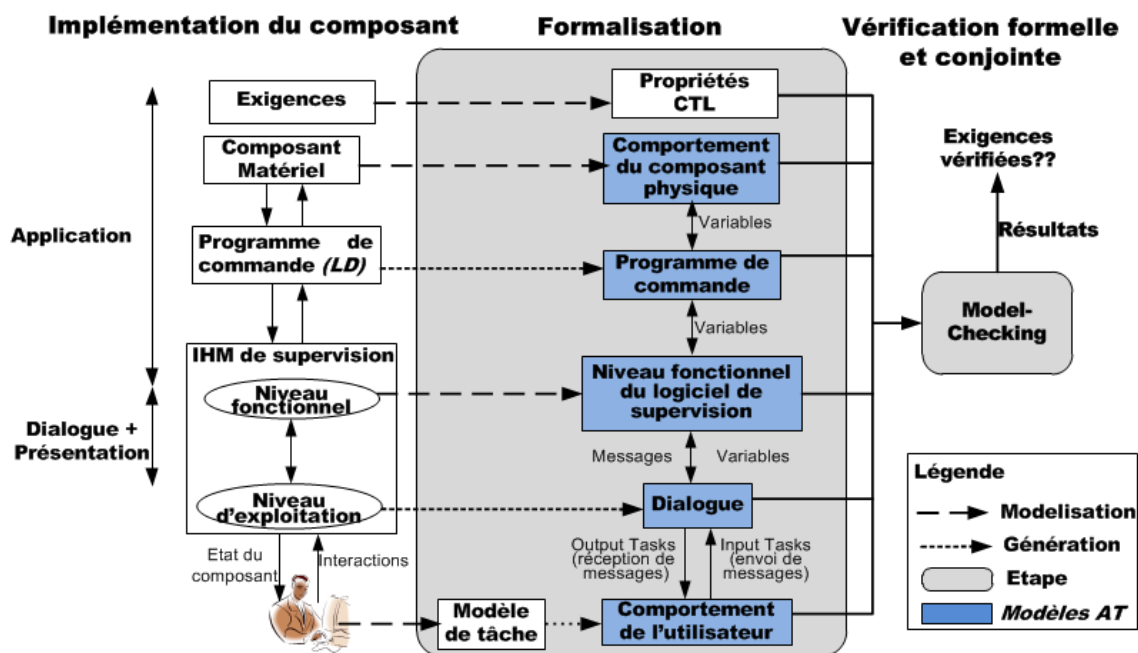 Implémentation du composant
Formalisation
Vérification formelle
et conjointe
Exigences
Propriétés
CTL
Composant
Matériel
Comportement
du composant
physique
Exigences
vérifiées??
Variables
Application
Programme de
commande (LD)
Programme de
commande
Résultats
Model-
Checking
Variables
IHM de supervision
Niveau
fonctionnel
Niveau fonctionnel
du logiciel de
supervision
Dialogue +
Présentation
Messages
Variables
Niveau
d'exploitation
Dialogue
Etat du
composant
Interactions
Output Tasks
(réception de
messages)
Input Tasks
(envoi de
messages)
Modèle
de tâche
Comportement
de l'utilisateur
Légende
Modelisation
Génération
Etape
Modèles AT